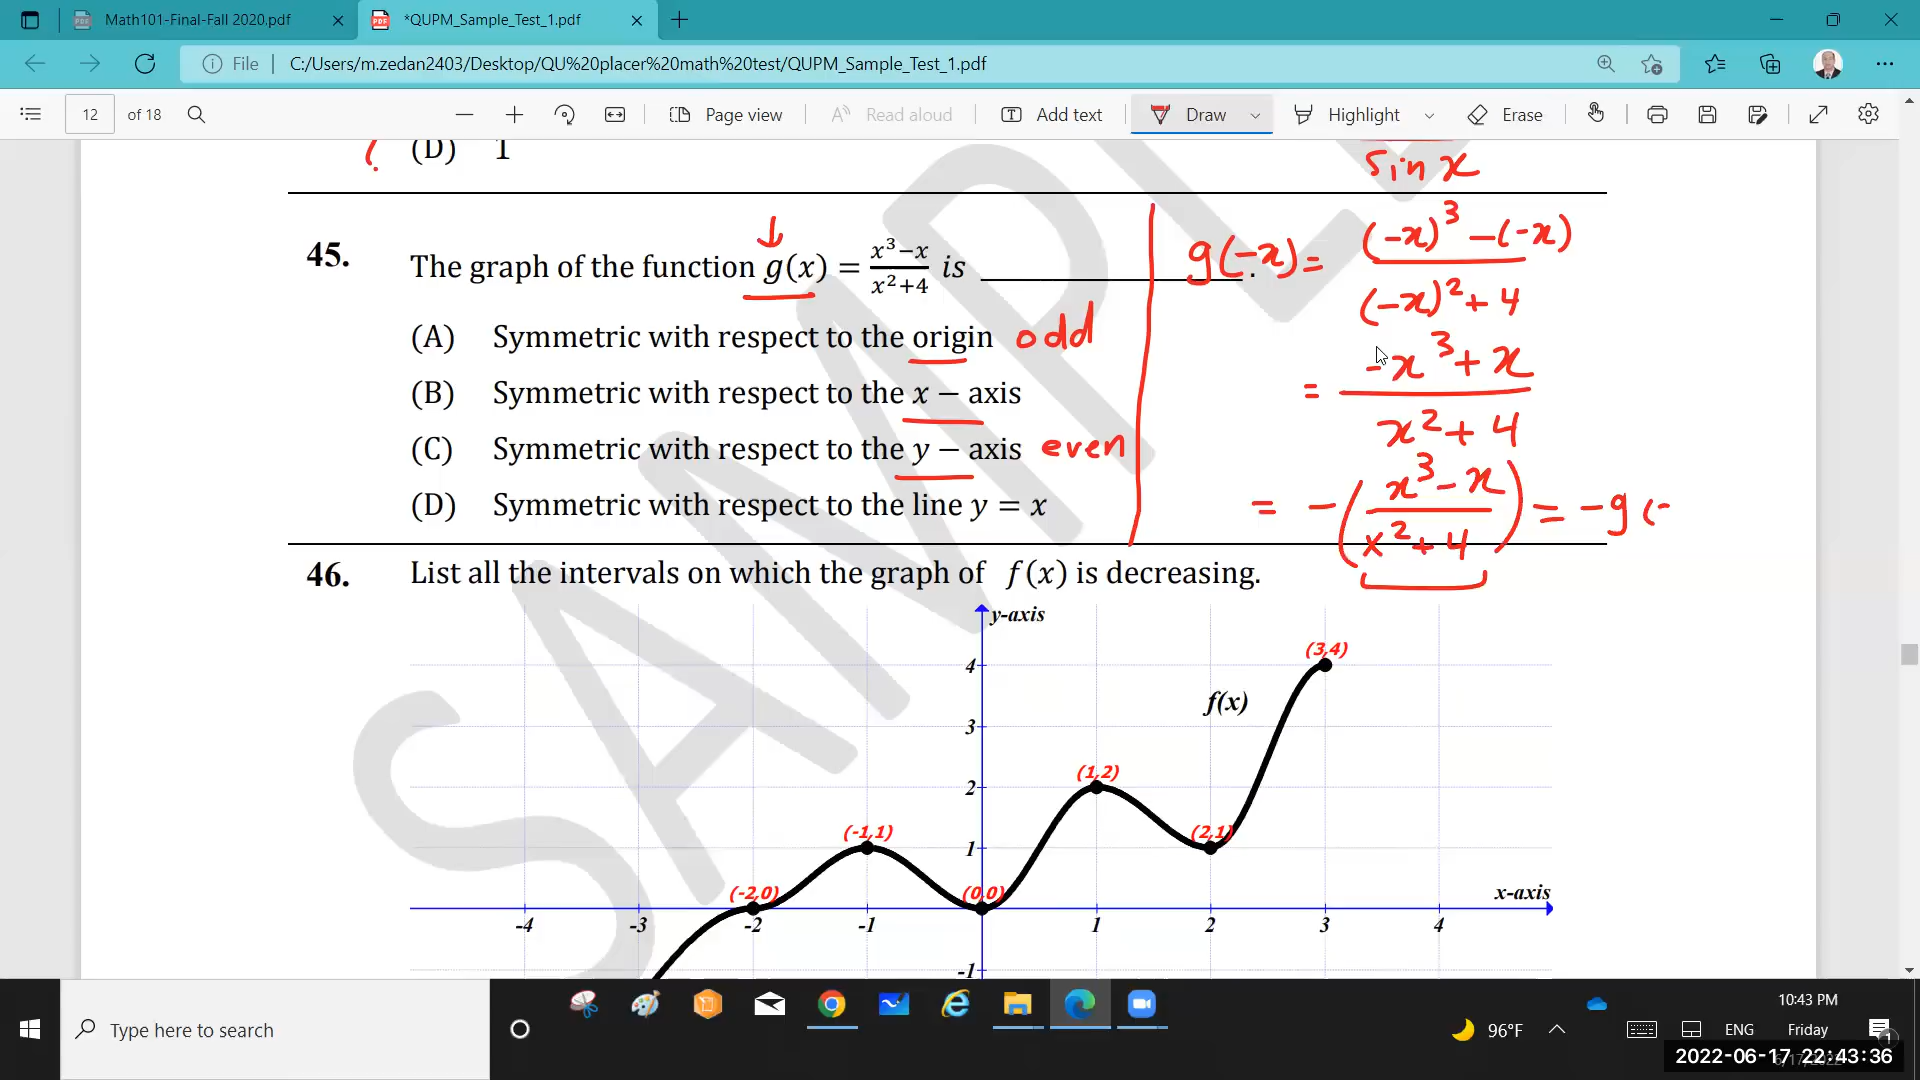 Math101-Final-Fall 2020.pdf
*QUPM_Sample_Test_1.pdf
File
C:/Users/m.zedan2403/Desktop/QU%20placer%20math%20test/QUPM_Sample_Test_1.pdf
12 of 18
Page view
Read aloud
Add text
Draw
Highlight
Erase
(D) 1
sin x
45. The graph of the function g(x) = (x³−x)/(x²+4) is ____________.
(A) Symmetric with respect to the origin odd
(B) Symmetric with respect to the x − axis
(C) Symmetric with respect to the y − axis even
(D) Symmetric with respect to the line y = x
g(-x) = ((-x)³ -(-x))/((-x)² + 4)
= (-x³ + x)/(x² + 4)
= -((x³ - x)/(x² + 4)) = -g(-
46. List all the intervals on which the graph of f(x) is decreasing.
y-axis
(3,4)
4
f(x)
3
(1,2)
2
(-1,1)
(2,1)
1
(-2,0)
(0,0)
x-axis
-4 -3 -2 -1 1 2 3 4
-1
SAMPLE
Type here to search
96°F
ENG
10:43 PM
Friday
1
2022-06-17 22:43:36